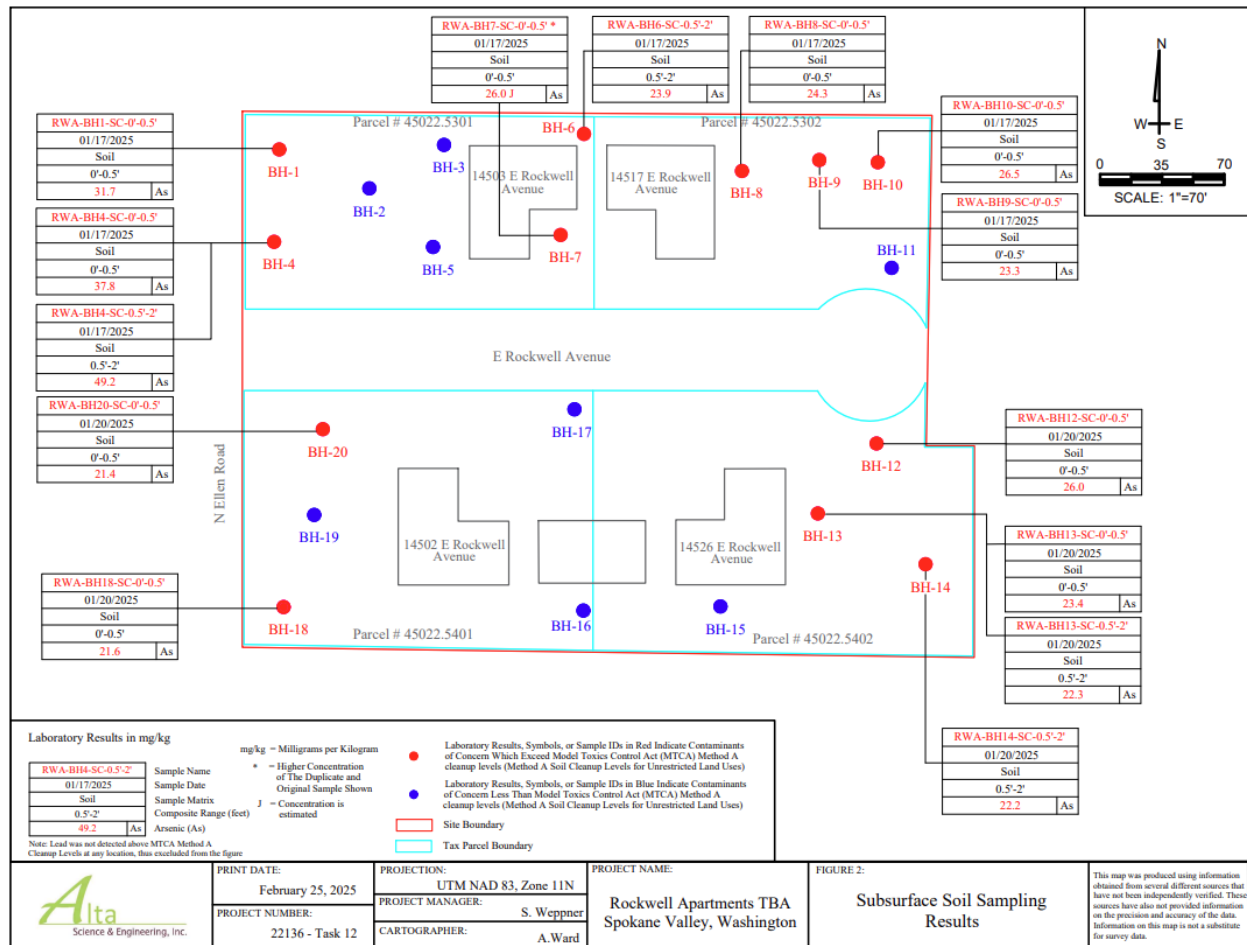 RWA-BH7-SC-0'-0.5' *
01/17/2025
Soil
0'-0.5'
26.0 J As
RWA-BH6-SC-0.5'-2'
01/17/2025
Soil
0.5'-2'
23.9 As
RWA-BH8-SC-0'-0.5'
01/17/2025
Soil
0'-0.5'
24.3 As
N
W E
S
0 35 70
SCALE: 1"=70'
RWA-BH10-SC-0'-0.5'
01/17/2025
Soil
0'-0.5'
26.5 As
RWA-BH9-SC-0'-0.5'
01/17/2025
Soil
0'-0.5'
23.3 As
RWA-BH1-SC-0'-0.5'
01/17/2025
Soil
0'-0.5'
31.7 As
RWA-BH4-SC-0'-0.5'
01/17/2025
Soil
0'-0.5'
37.8 As
RWA-BH4-SC-0.5'-2'
01/17/2025
Soil
0.5'-2'
49.2 As
RWA-BH20-SC-0'-0.5'
01/20/2025
Soil
0'-0.5'
21.4 As
RWA-BH18-SC-0'-0.5'
01/20/2025
Soil
0'-0.5'
21.6 As
Parcel # 45022.5301
Parcel # 45022.5302
BH-6
BH-3
BH-1
BH-2
14503 E Rockwell
Avenue
14517 E Rockwell
Avenue
BH-8
BH-9
BH-10
BH-4
BH-5
BH-7
BH-11
E Rockwell Avenue
N Ellen Road
BH-17
BH-20
BH-12
BH-19
BH-13
14502 E Rockwell
Avenue
14526 E Rockwell
Avenue
BH-14
BH-18
BH-16
BH-15
Parcel # 45022.5401
Parcel # 45022.5402
RWA-BH12-SC-0'-0.5'
01/20/2025
Soil
0'-0.5'
26.0 As
RWA-BH13-SC-0'-0.5'
01/20/2025
Soil
0'-0.5'
23.4 As
RWA-BH13-SC-0.5'-2'
01/20/2025
Soil
0.5'-2'
22.3 As
RWA-BH14-SC-0.5'-2'
01/20/2025
Soil
0.5'-2'
22.2 As
Laboratory Results in mg/kg
RWA-BH4-SC-0.5'-2' Sample Name
01/17/2025 Sample Date
Soil Sample Matrix
0.5'-2' Composite Range (feet)
49.2 As Arsenic (As)
Note: Lead was not detected above MTCA Method A
Cleanup Levels at any location, thus excluded from the figure
mg/kg = Milligrams per Kilogram
* = Higher Concentration
of The Duplicate and
Original Sample Shown
J = Concentration is
estimated
Laboratory Results, Symbols, or Sample IDs in Red Indicate Contaminants
of Concern Which Exceed Model Toxics Control Act (MTCA) Method A
cleanup levels (Method A Soil Cleanup Levels for Unrestricted Land Uses)
Laboratory Results, Symbols, or Sample IDs in Blue Indicate Contaminants
of Concern Less Than Model Toxics Control Act (MTCA) Method A
cleanup levels (Method A Soil Cleanup Levels for Unrestricted Land Uses)
Site Boundary
Tax Parcel Boundary
Alta
Science & Engineering, Inc.
PRINT DATE:
February 25, 2025
PROJECT NUMBER:
22136 - Task 12
PROJECTION:
UTM NAD 83, Zone 11N
PROJECT MANAGER:
S. Weppner
CARTOGRAPHER:
A.Ward
PROJECT NAME:
Rockwell Apartments TBA
Spokane Valley, Washington
FIGURE 2:
Subsurface Soil Sampling
Results
This map was produced using information
obtained from several different sources that
have not been independently verified. These
sources have also not provided information
on the precision and accuracy of the data.
Information on this map is not a substitute
for survey data.